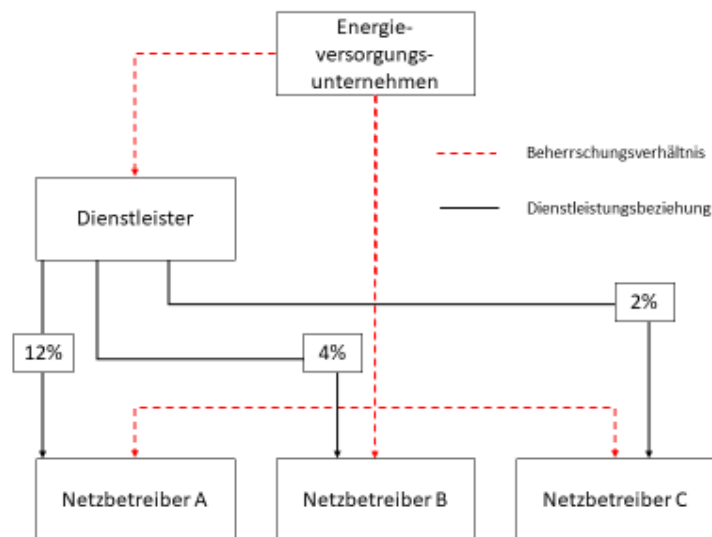 Energie-
versorgungs-
unternehmen
Beherrschungsverhältnis
Dienstleister
Dienstleistungsbeziehung
2%
12%
4%
Netzbetreiber A
Netzbetreiber B
Netzbetreiber C